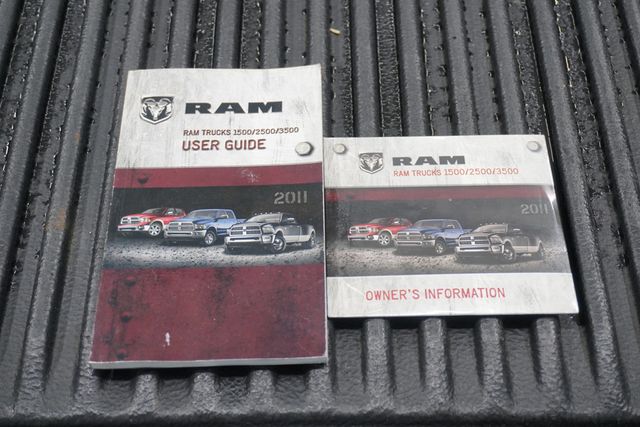 RAM
RAM TRUCKS 1500/2500/3500
USER GUIDE
2011
RAM
RAM TRUCKS 1500/2500/3500
2011
OWNER'S INFORMATION